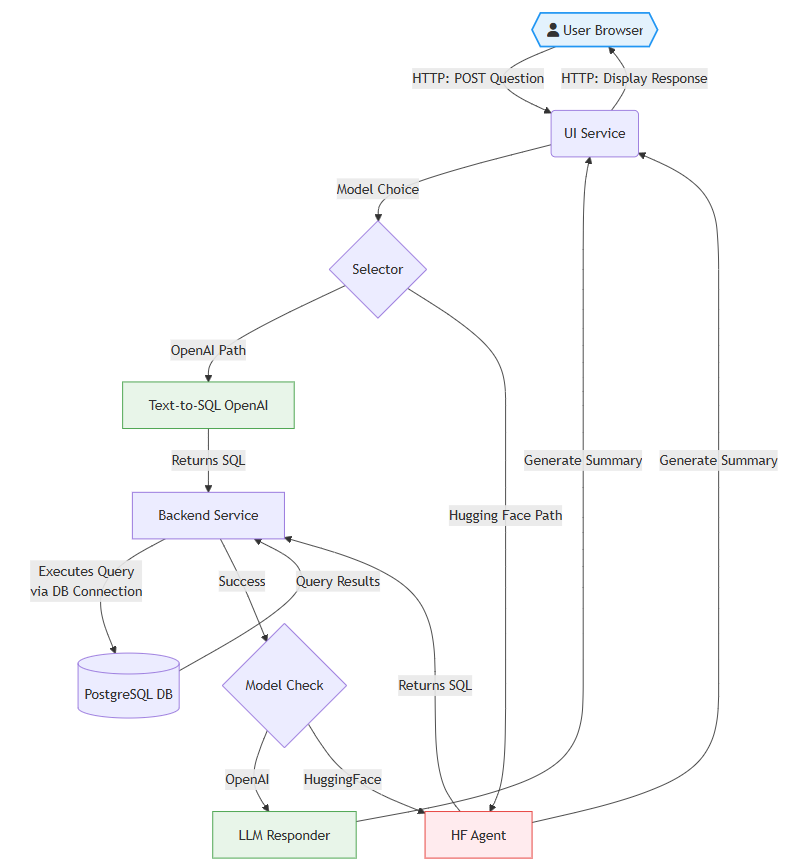 User Browser
HTTP: POST Question
HTTP: Display Response
UI Service
Model Choice
Selector
OpenAI Path
Text-to-SQL OpenAI
Returns SQL
Generate Summary
Generate Summary
Backend Service
Hugging Face Path
Executes Query
via DB Connection
Success
Query Results
PostgreSQL DB
Model Check
Returns SQL
OpenAI
HuggingFace
LLM Responder
HF Agent